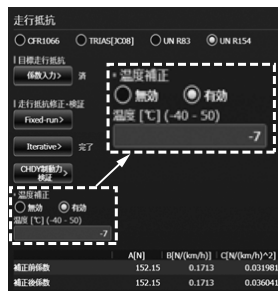 走行抵抗
CFR1066 TRIAS[JC08] UN R83 UN R154
目標走行抵抗
係数入力> 済
走行抵抗修正・検証
Fixed-run>
Iterative> 完了
CHDY制動力
検証
・温度補正
無効 有効
温度 [℃] (-40 - 50)
-7
・温度補正
無効 有効
温度 [℃] (-40 - 50)
-7
A[N] B[N/(km/h)] C[N/(km/h)^2]
補正前係数 152.15 0.1713 0.031981
補正後係数 152.15 0.1713 0.036041